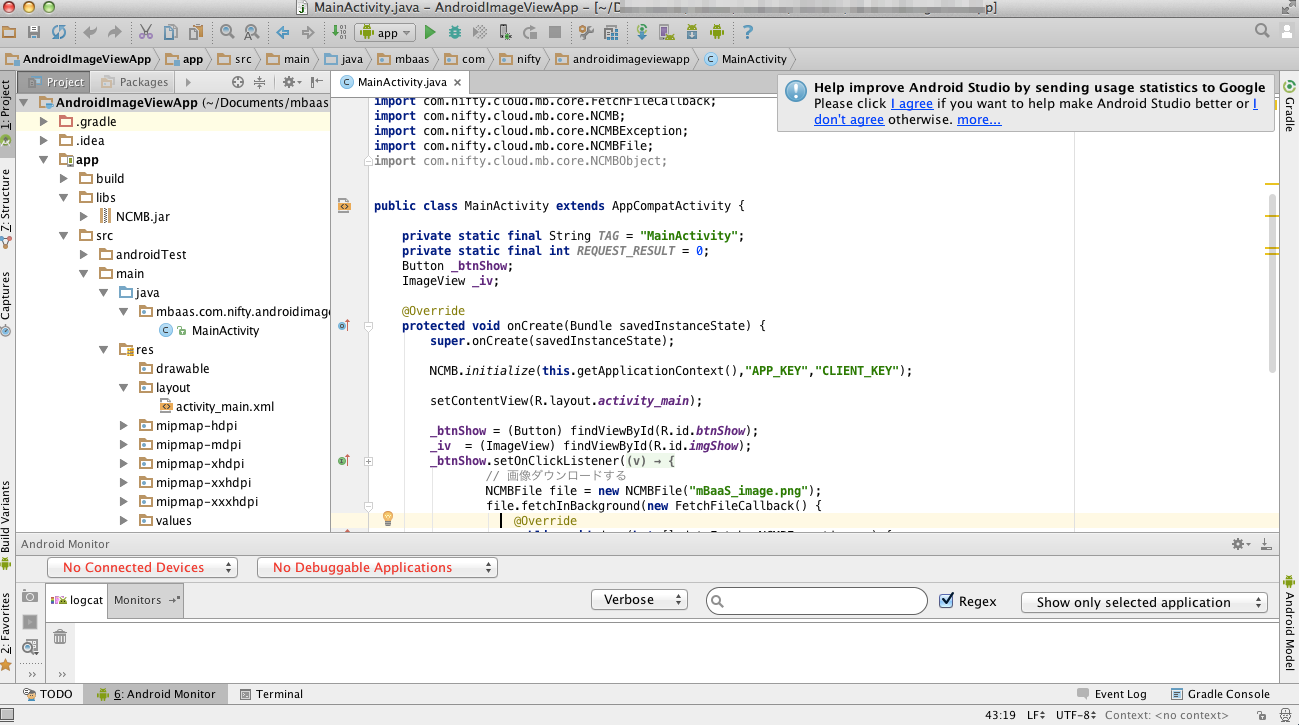 MainActivity.java – AndroidImageViewApp – [~/D app]
app
AndroidImageViewApp
app
src
main
java
mbaas
com
nifty
androidimageviewapp
MainActivity
1: Project
Z: Structure
Captures
Build Variants
2: Favorites
Project
Packages
AndroidImageViewApp (~/Documents/mbaas
.gradle
.idea
app
build
libs
NCMB.jar
src
androidTest
main
java
mbaas.com.nifty.androidimag
MainActivity
res
drawable
layout
activity_main.xml
mipmap-hdpi
mipmap-mdpi
mipmap-xhdpi
mipmap-xxhdpi
mipmap-xxxhdpi
values
MainActivity.java
import com.nifty.cloud.mb.core.FetchFileCallback;
import com.nifty.cloud.mb.core.NCMB;
import com.nifty.cloud.mb.core.NCMBException;
import com.nifty.cloud.mb.core.NCMBFile;
import com.nifty.cloud.mb.core.NCMBObject;
public class MainActivity extends AppCompatActivity {
private static final String TAG = "MainActivity";
private static final int REQUEST_RESULT = 0;
Button _btnShow;
ImageView _iv;
@Override
protected void onCreate(Bundle savedInstanceState) {
super.onCreate(savedInstanceState);
NCMB.initialize(this.getApplicationContext(),"APP_KEY","CLIENT_KEY");
setContentView(R.layout.activity_main);
_btnShow = (Button) findViewById(R.id.btnShow);
_iv = (ImageView) findViewById(R.id.imgShow);
_btnShow.setOnClickListener((v) → {
// 画像ダウンロードする
NCMBFile file = new NCMBFile("mBaaS_image.png");
file.fetchInBackground(new FetchFileCallback() {
@Override
Help improve Android Studio by sending usage statistics to Google
Please click I agree if you want to help make Android Studio better or I
don't agree otherwise. more...
Gradle
Android Model
Android Monitor
No Connected Devices
No Debuggable Applications
logcat
Monitors
Verbose
Regex
Show only selected application
TODO
6: Android Monitor
Terminal
Event Log
Gradle Console
43:19 LF UTF-8 Context: <no context>